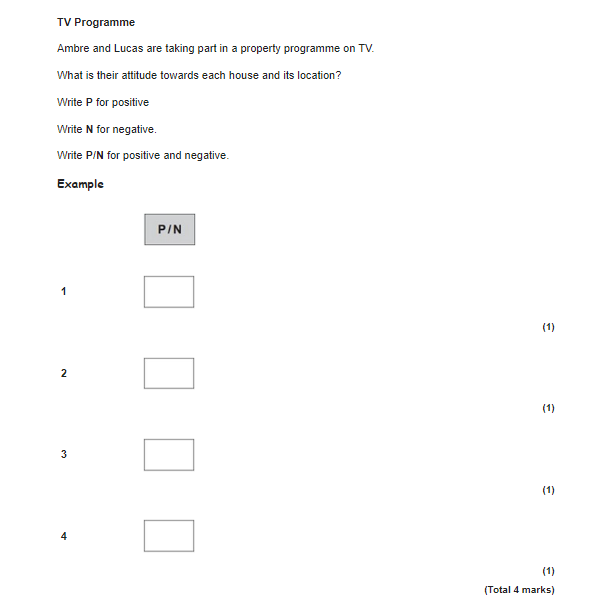 TV Programme
Ambre and Lucas are taking part in a property programme on TV.
What is their attitude towards each house and its location?
Write P for positive
Write N for negative.
Write P/N for positive and negative.
Example
P/N
1
(1)
2
(1)
3
(1)
4
(1)
(Total 4 marks)